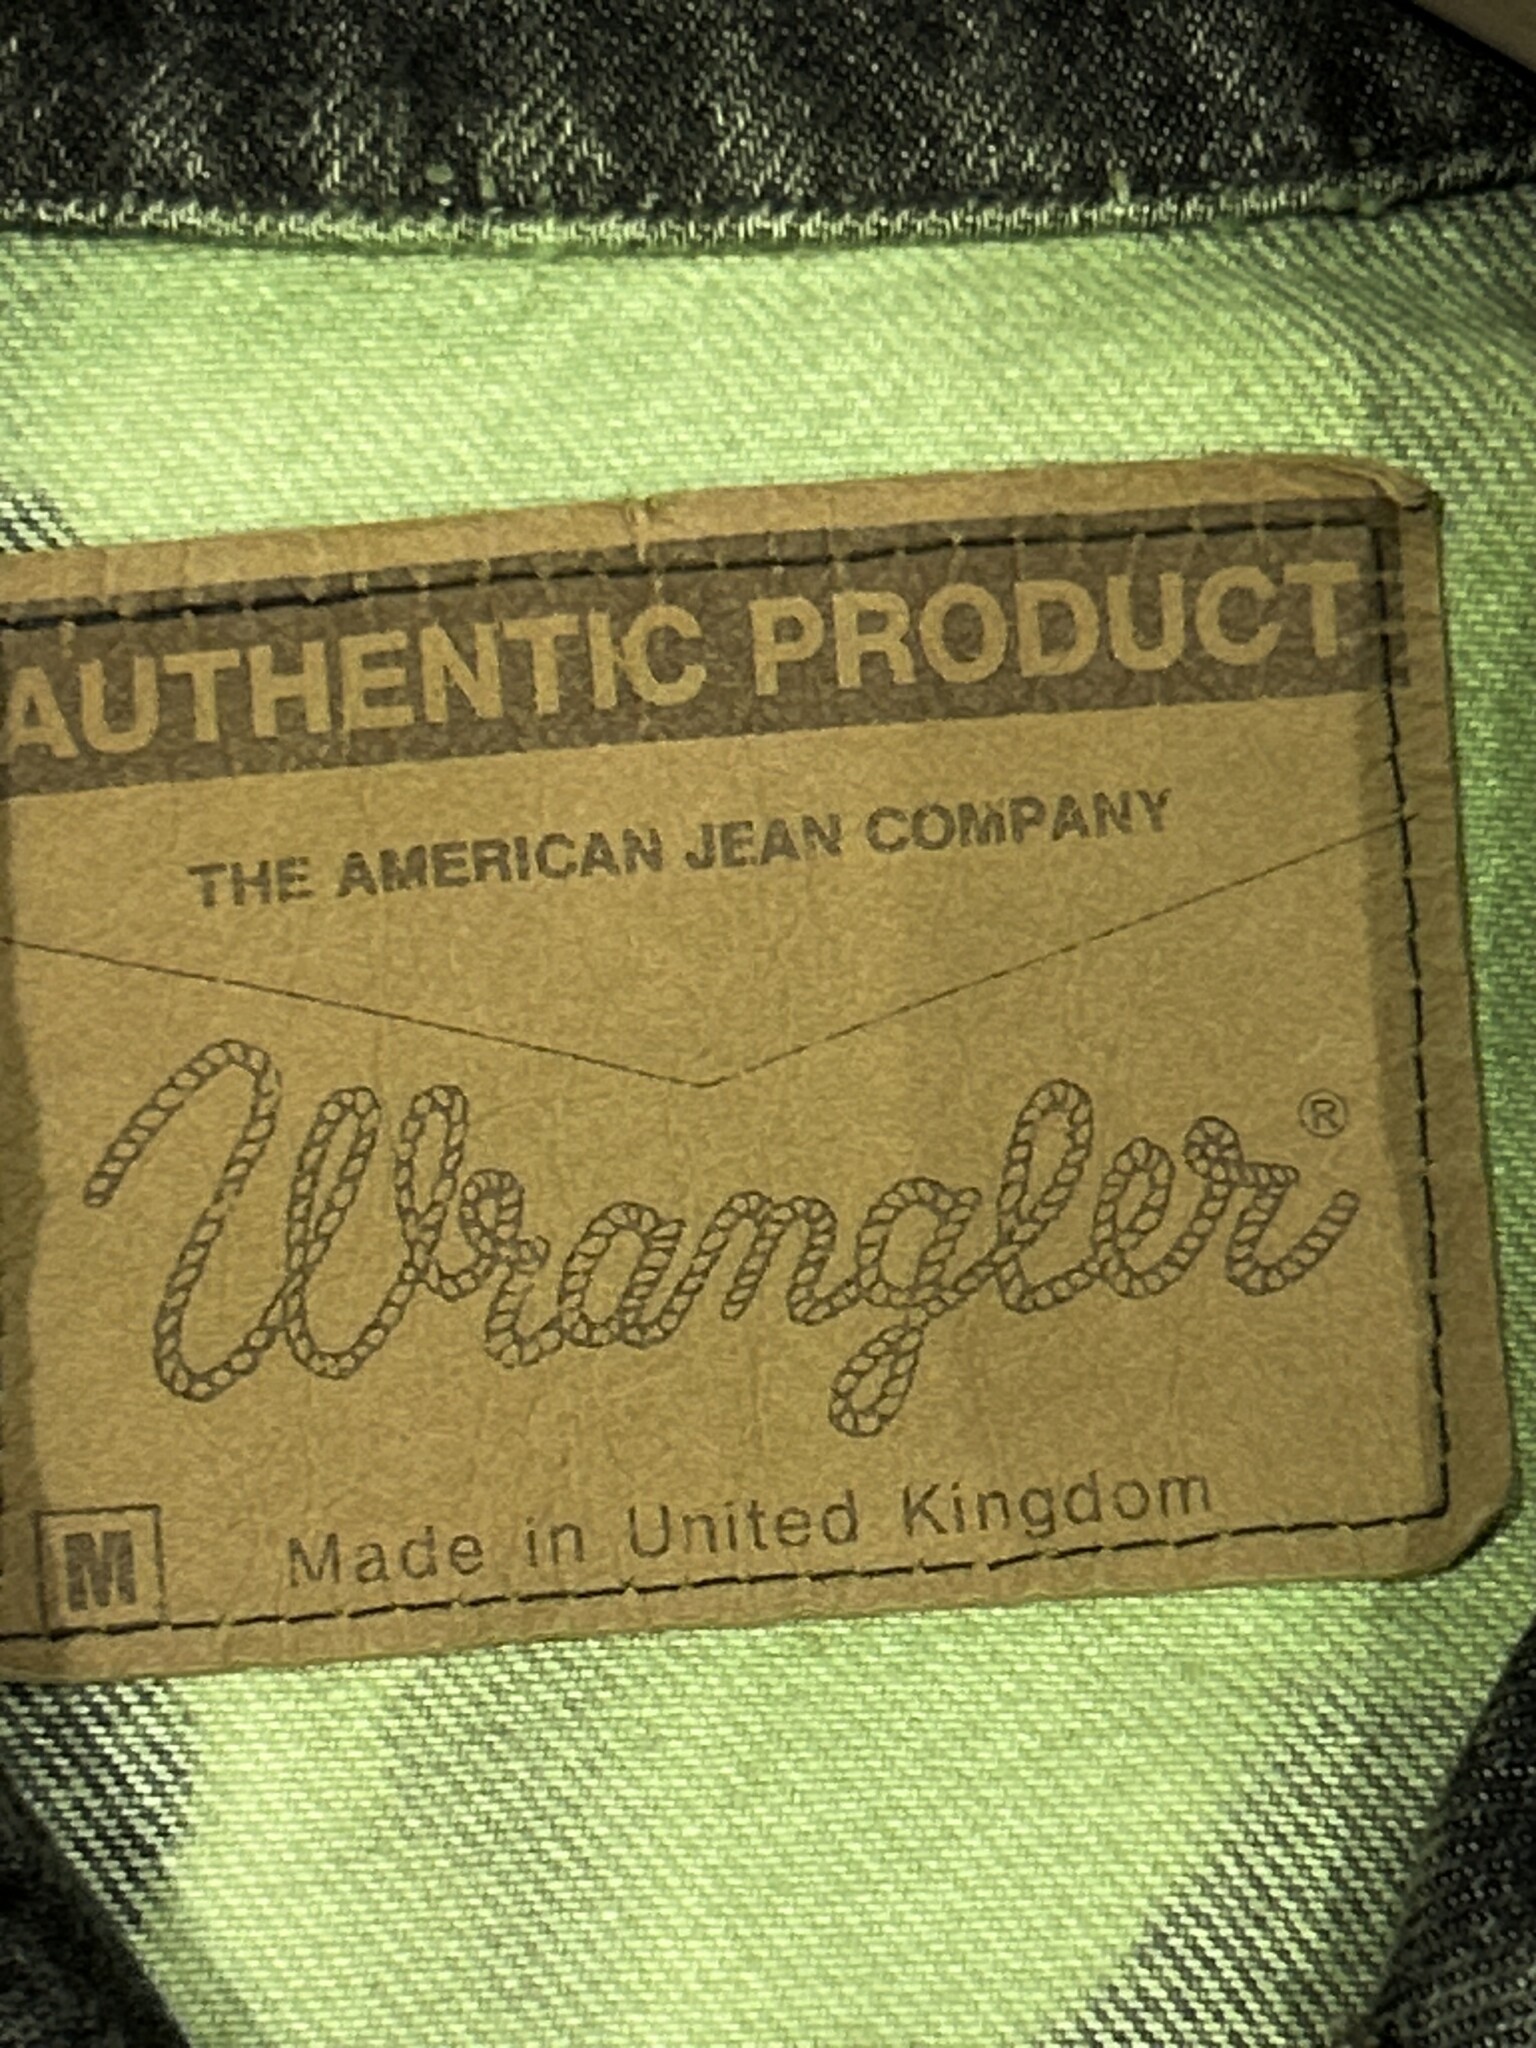 AUTHENTIC PRODUCT
THE AMERICAN JEAN COMPANY
Wrangler®
M Made in United Kingdom